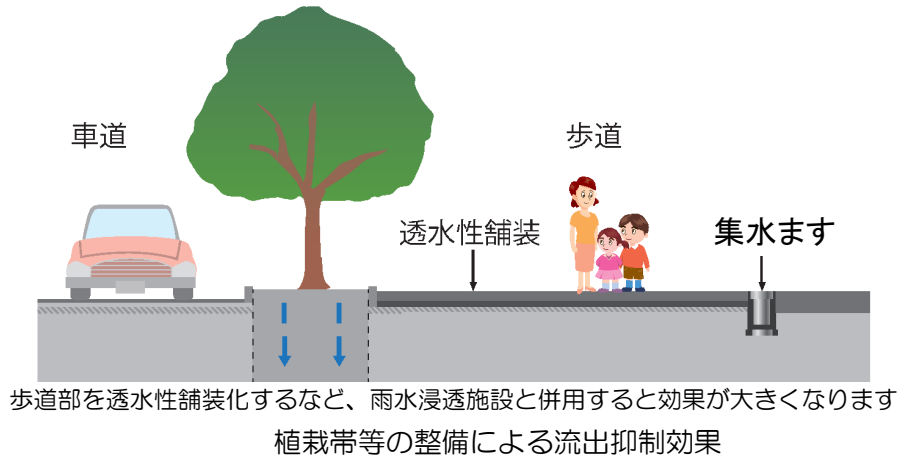 車道
歩道
透水性舗装
集水ます
歩道部を透水性舗装化するなど、雨水浸透施設と併用すると効果が大きくなります
植栽帯等の整備による流出抑制効果